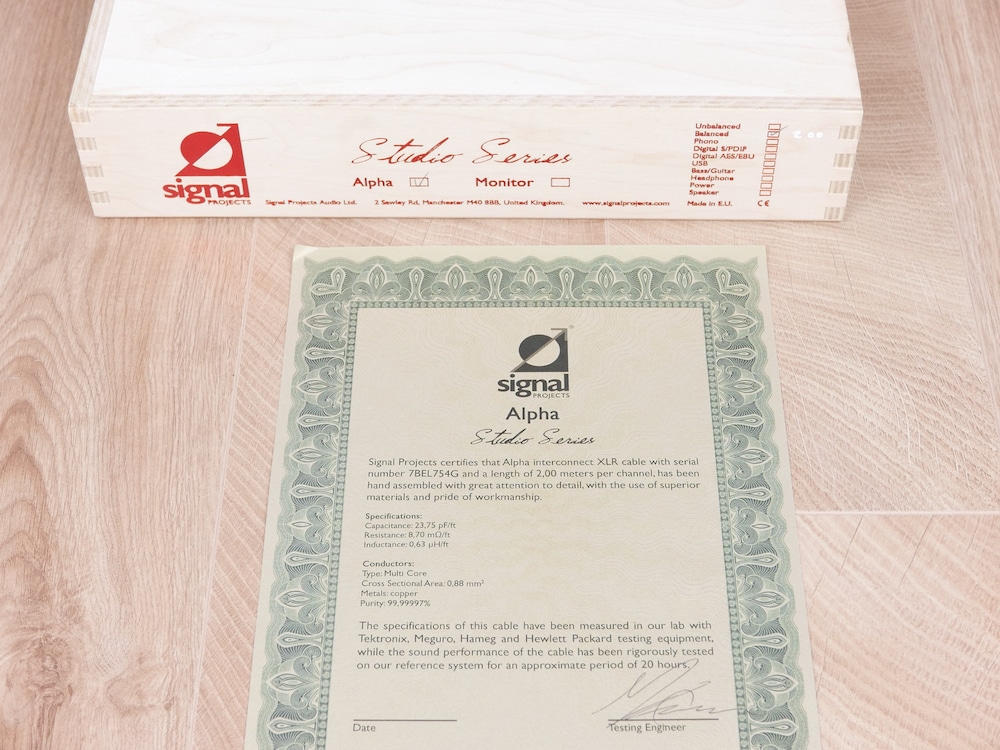 signal
PROJECTS
Studio Series
Alpha
Monitor
Signal Projects Audio Ltd. 2 Sawley Rd, Manchester M40 8BB, United Kingdom. www.signalprojects.com
Unbalanced
Balanced
Phono
Digital S/PDIF
Digital AES/EBU
USB
Bass/Guitar
Headphone
Power
Speaker
Made in E.U. CE
signal
PROJECTS
Alpha
Studio Series
Signal Projects certifies that Alpha interconnect XLR cable with serial
number 7BEL754G and a length of 2,00 meters per channel, has been
hand assembled with great attention to detail, with the use of superior
materials and pride of workmanship.
Specifications:
Capacitance: 23,75 pF/ft
Resistance: 8,70 mΩ/ft
Inductance: 0,63 μH/ft
Conductors:
Type: Multi Core
Cross Sectional Area: 0,88 mm²
Metals: copper
Purity: 99,99997%
The specifications of this cable have been measured in our lab with
Tektronix, Meguro, Hameg and Hewlett Packard testing equipment,
while the sound performance of the cable has been rigorously tested
on our reference system for an approximate period of 20 hours.
Date
Testing Engineer